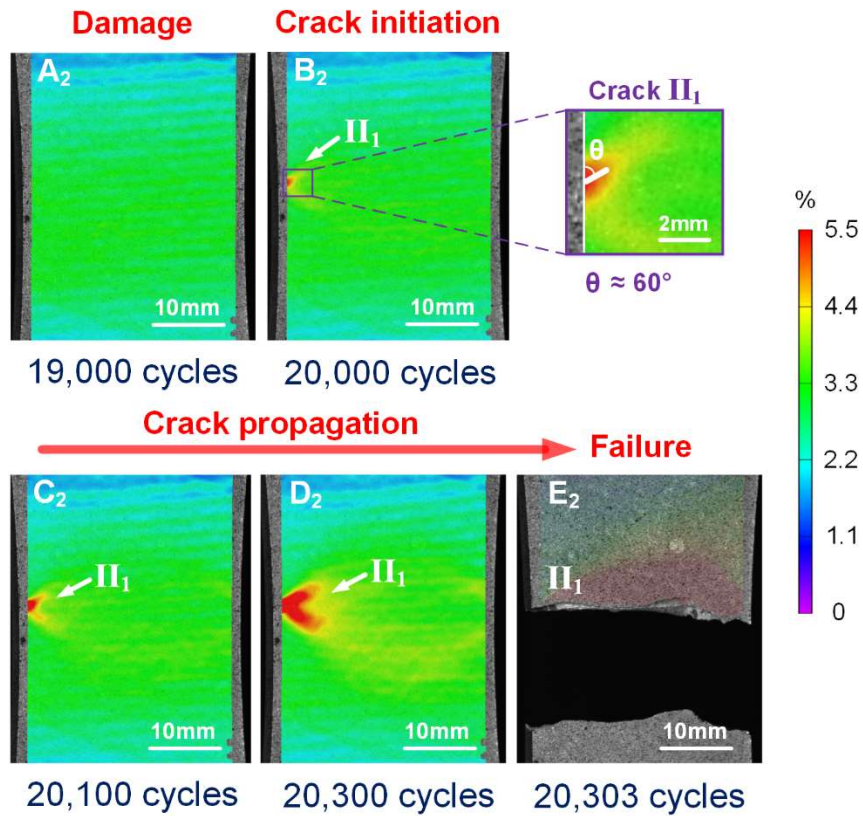 Damage
Crack initiation
A₂
B₂
II₁
Crack II₁
θ
2mm
θ ≈ 60°
10mm
10mm
19,000 cycles
20,000 cycles
%
5.5
4.4
3.3
2.2
1.1
0
Crack propagation
Failure
C₂
D₂
E₂
II₁
II₁
II₁
10mm
10mm
10mm
20,100 cycles
20,300 cycles
20,303 cycles